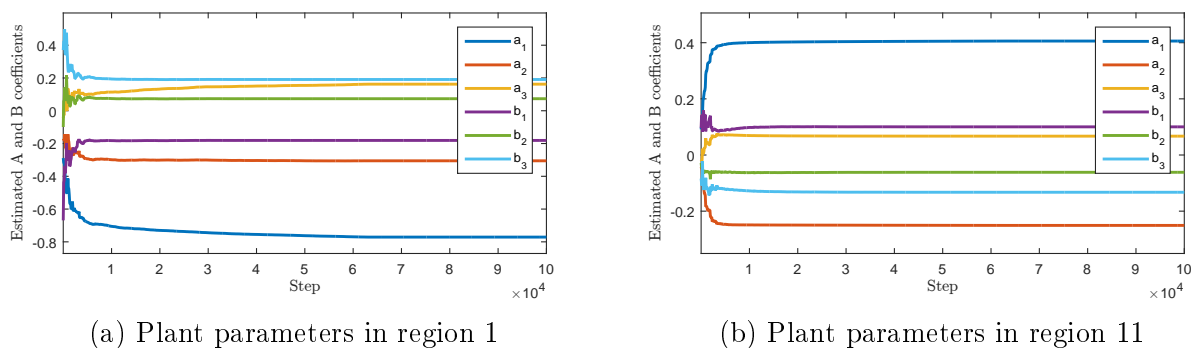 Estimated A and B coefficients
0.4
0.2
0
-0.2
-0.4
-0.6
-0.8
a1
a2
a3
b1
b2
b3
1 2 3 4 5 6 7 8 9 10
Step
×10^4
(a) Plant parameters in region 1
Estimated A and B coefficients
0.4
0.2
0
-0.2
a1
a2
a3
b1
b2
b3
1 2 3 4 5 6 7 8 9 10
Step
×10^4
(b) Plant parameters in region 11